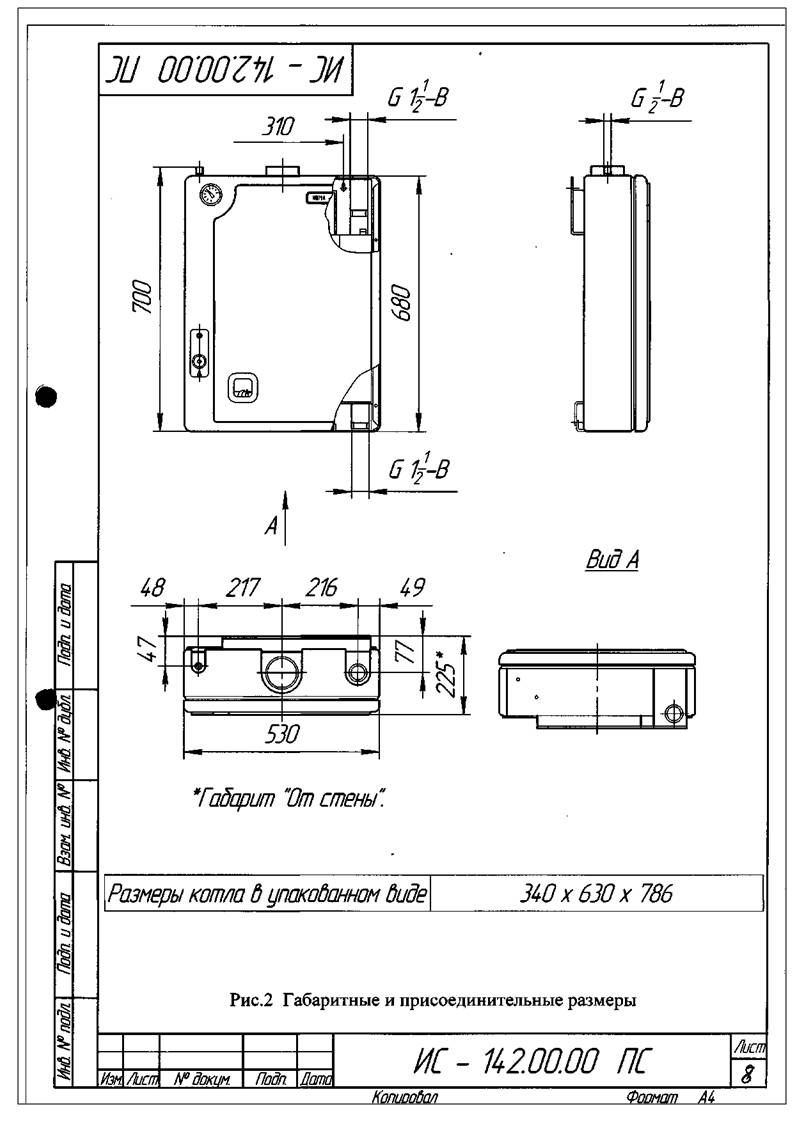 ИС - 142.00.00 ПС
G 1 1/2-B
G 1/2-B
310
700
680
G 1 1/2-B
А
Вид А
48
217
216
49
47
77
225*
530
*Габарит "От стены".
Размеры котла в упакованном виде
340 x 630 x 786
Рис.2 Габаритные и присоединительные размеры
Подп. и дата
Инв. № дубл.
Взам. инв. №
Подп. и дата
Инв. № подл.
Изм. Лист № докум. Подп. Дата
ИС - 142.00.00 ПС
Лист
8
Копировал
Формат А4